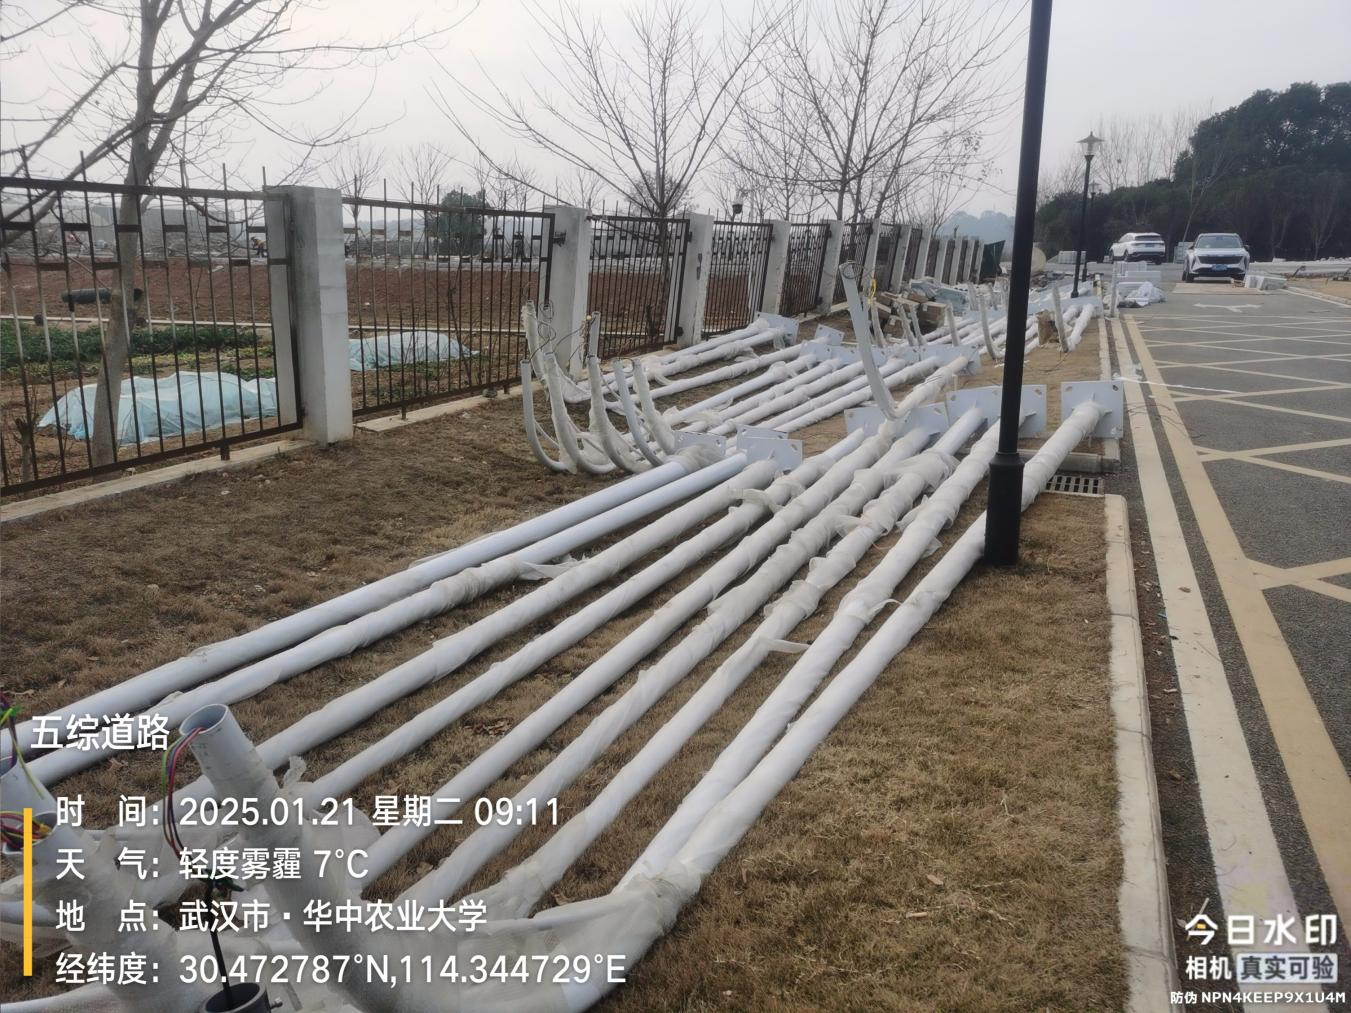 五综道路
时 间：2025.01.21 星期二 09:11
天 气：轻度雾霾 7°C
地 点：武汉市·华中农业大学
经纬度：30.472787°N,114.344729°E
今日水印
相机 真实可验
防伪 NPN4KEEP9X1U4M